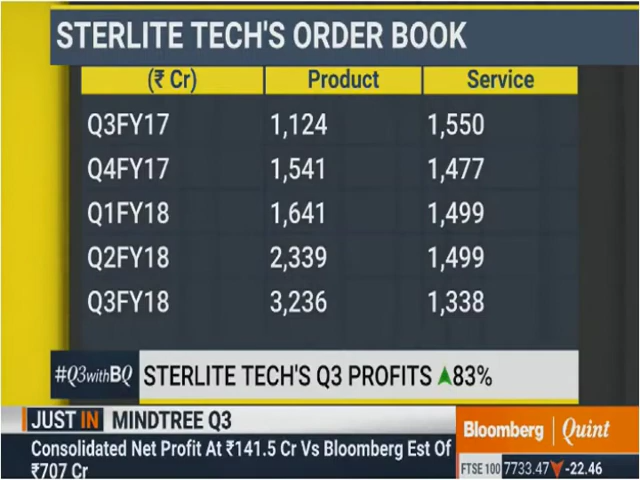 STERLITE TECH'S ORDER BOOK
(₹ Cr) Product Service
Q3FY17 1,124 1,550
Q4FY17 1,541 1,477
Q1FY18 1,641 1,499
Q2FY18 2,339 1,499
Q3FY18 3,236 1,338
#Q3withBQ STERLITE TECH'S Q3 PROFITS ▲83%
JUST IN MINDTREE Q3
Consolidated Net Profit At ₹141.5 Cr Vs Bloomberg Est Of
₹707 Cr
Bloomberg | Quint
FTSE 100 7733.47▼-22.46